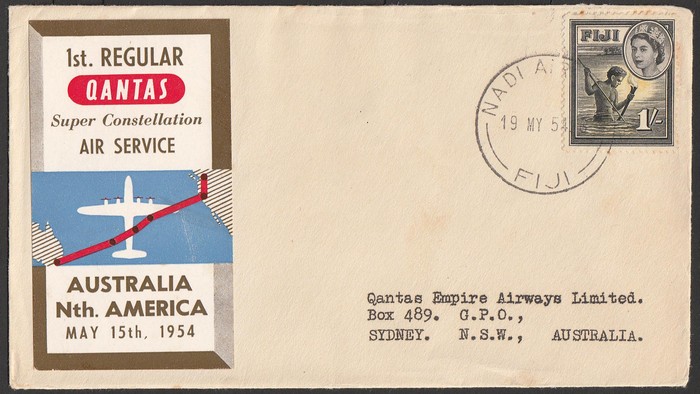 1st. REGULAR
QANTAS
Super Constellation
AIR SERVICE
AUSTRALIA
Nth. AMERICA
MAY 15th, 1954
FIJI
1/-
NADI
19 MY 54
FIJI
Qantas Empire Airways Limited.
Box 489. G.P.O.,
SYDNEY. N.S.W., AUSTRALIA.